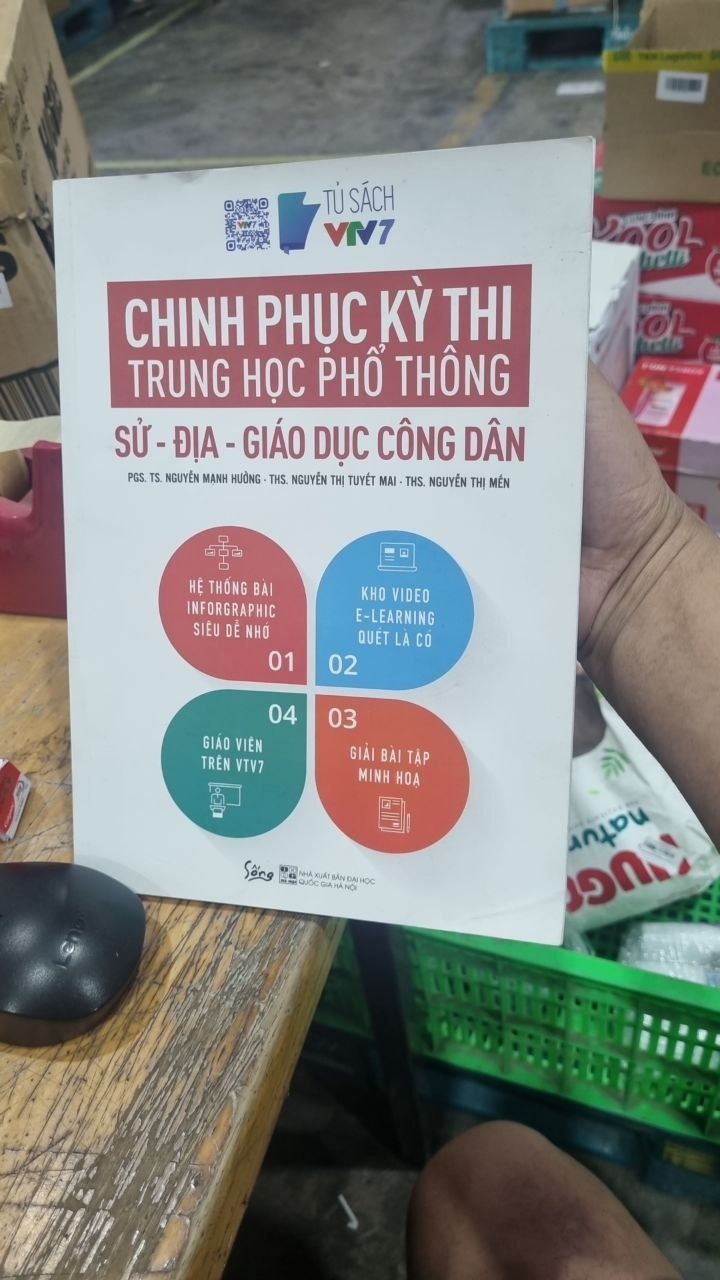 VTV7
TỦ SÁCH
VTV7
CHINH PHỤC KỲ THI
TRUNG HỌC PHỔ THÔNG
SỬ - ĐỊA - GIÁO DỤC CÔNG DÂN
PGS. TS. NGUYỄN MẠNH HƯỞNG · THS. NGUYỄN THỊ TUYẾT MAI · THS. NGUYỄN THỊ MẾN
HỆ THỐNG BÀI
INFORGRAPHIC
SIÊU DỄ NHỚ
01
KHO VIDEO
E-LEARNING
QUÉT LÀ CÓ
02
04
GIÁO VIÊN
TRÊN VTV7
03
GIẢI BÀI TẬP
MINH HOẠ
Sống
NHÀ XUẤT BẢN ĐẠI HỌC
QUỐC GIA HÀ NỘI
natur